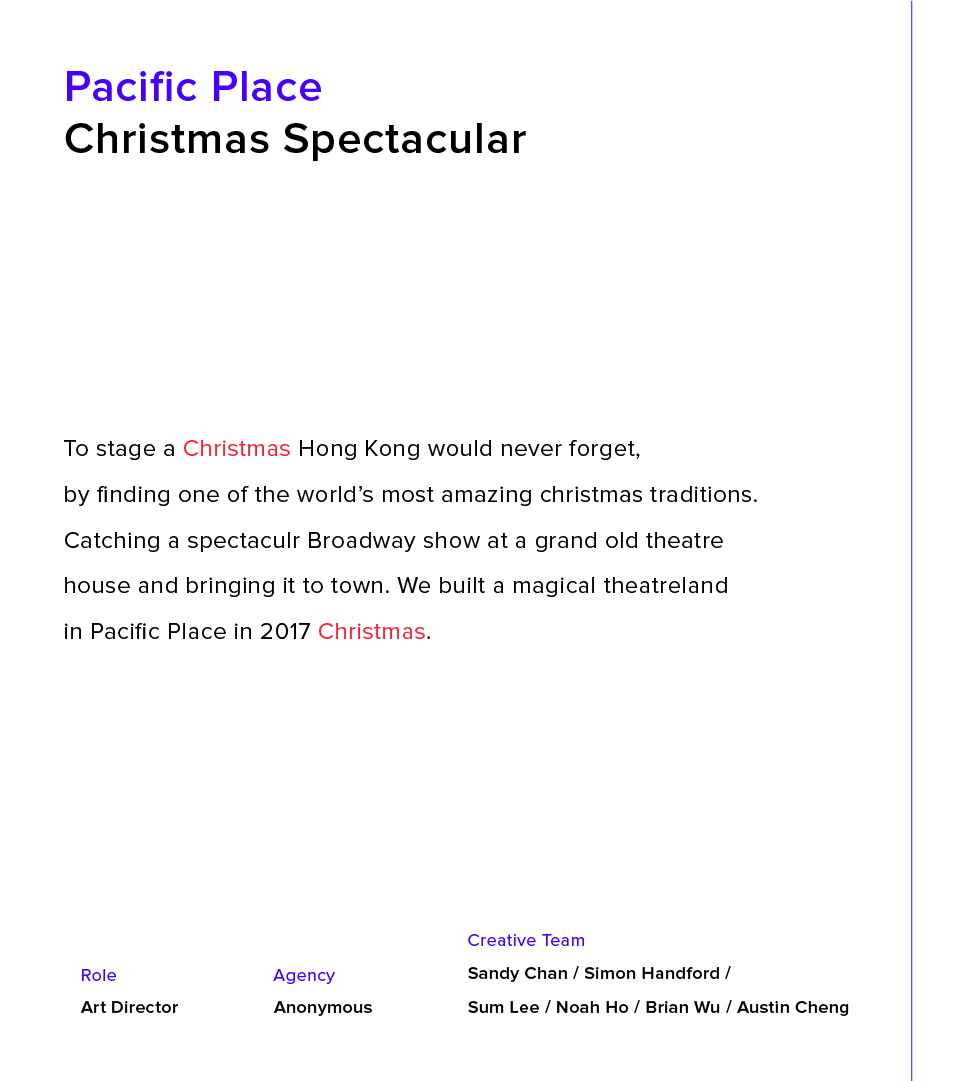 Pacific Place
Christmas Spectacular
To stage a Christmas Hong Kong would never forget,
by finding one of the world’s most amazing christmas traditions.
Catching a spectaculr Broadway show at a grand old theatre
house and bringing it to town. We built a magical theatreland
in Pacific Place in 2017 Christmas.
Role
Art Director
Agency
Anonymous
Creative Team
Sandy Chan / Simon Handford /
Sum Lee / Noah Ho / Brian Wu / Austin Cheng